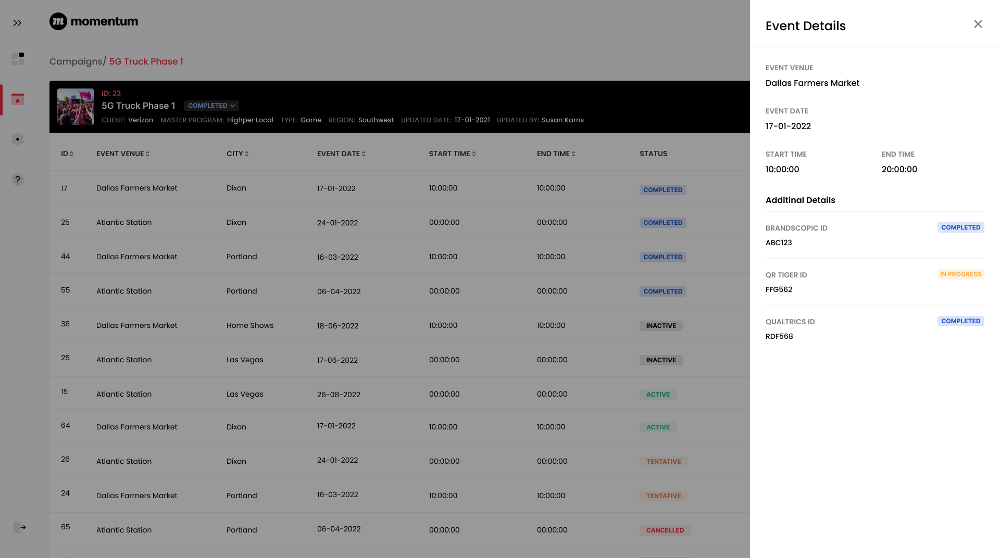 momentum
Campaigns/ 5G Truck Phase 1
ID: 23
5G Truck Phase 1 COMPLETED
CLIENT: Verizon MASTER PROGRAM: Highper Local TYPE: Game REGION: Southwest UPDATED DATE: 17-01-2021 UPDATED BY: Susan Karns
ID EVENT VENUE CITY EVENT DATE START TIME END TIME STATUS
17 Dallas Farmers Market Dixon 17-01-2022 10:00:00 10:00:00 COMPLETED
25 Atlantic Station Dixon 24-01-2022 00:00:00 00:00:00 COMPLETED
44 Dallas Farmers Market Portland 16-03-2022 10:00:00 10:00:00 COMPLETED
55 Atlantic Station Portland 06-04-2022 00:00:00 00:00:00 COMPLETED
36 Dallas Farmers Market Home Shows 18-06-2022 10:00:00 10:00:00 INACTIVE
25 Atlantic Station Las Vegas 17-06-2022 00:00:00 00:00:00 INACTIVE
15 Atlantic Station Las Vegas 26-08-2022 00:00:00 00:00:00 ACTIVE
64 Dallas Farmers Market Dixon 17-01-2022 10:00:00 10:00:00 ACTIVE
26 Atlantic Station Dixon 24-01-2022 00:00:00 00:00:00 TENTATIVE
24 Dallas Farmers Market Portland 16-03-2022 10:00:00 10:00:00 TENTATIVE
65 Atlantic Station Portland 06-04-2022 00:00:00 00:00:00 CANCELLED
Event Details
EVENT VENUE
Dallas Farmers Market
EVENT DATE
17-01-2022
START TIME END TIME
10:00:00 20:00:00
Additinal Details
BRANDSCOPIC ID COMPLETED
ABC123
QR TIGER ID IN PROGRESS
FFG562
QUALTRICS ID COMPLETED
RDF568